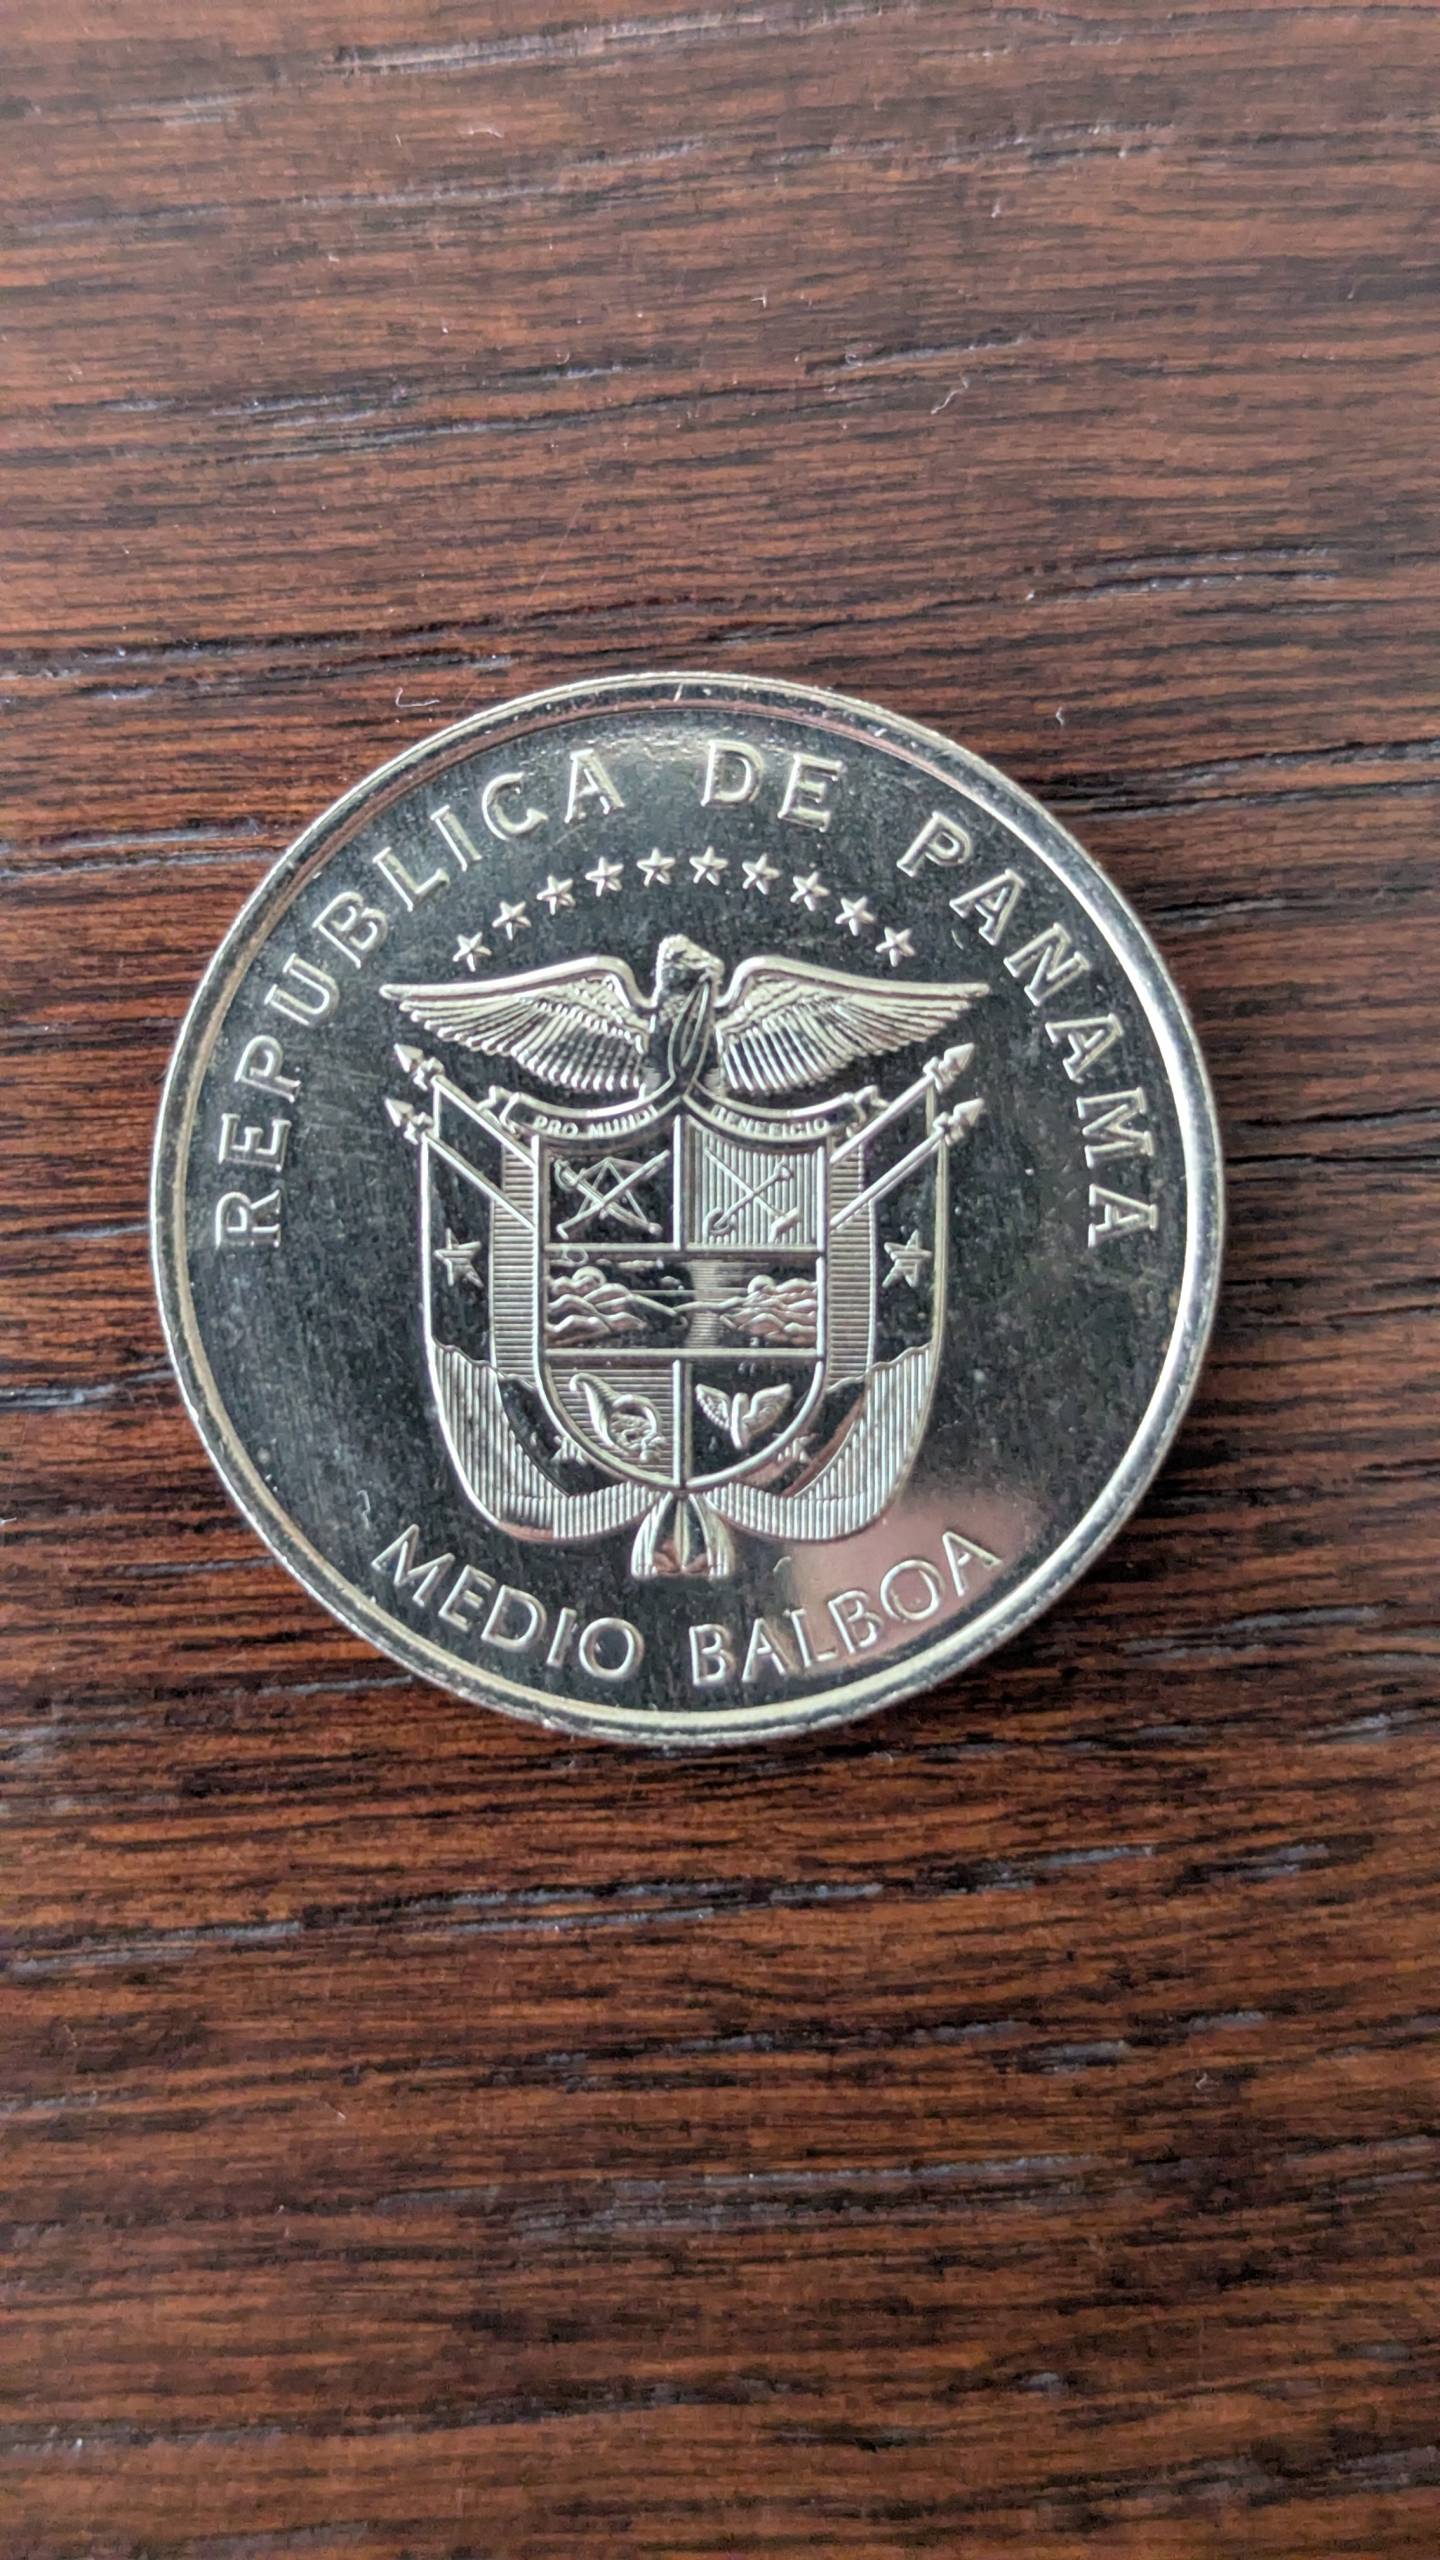 REPUBLICA DE PANAMA
PRO MUNDI BENEFICIO
MEDIO BALBOA